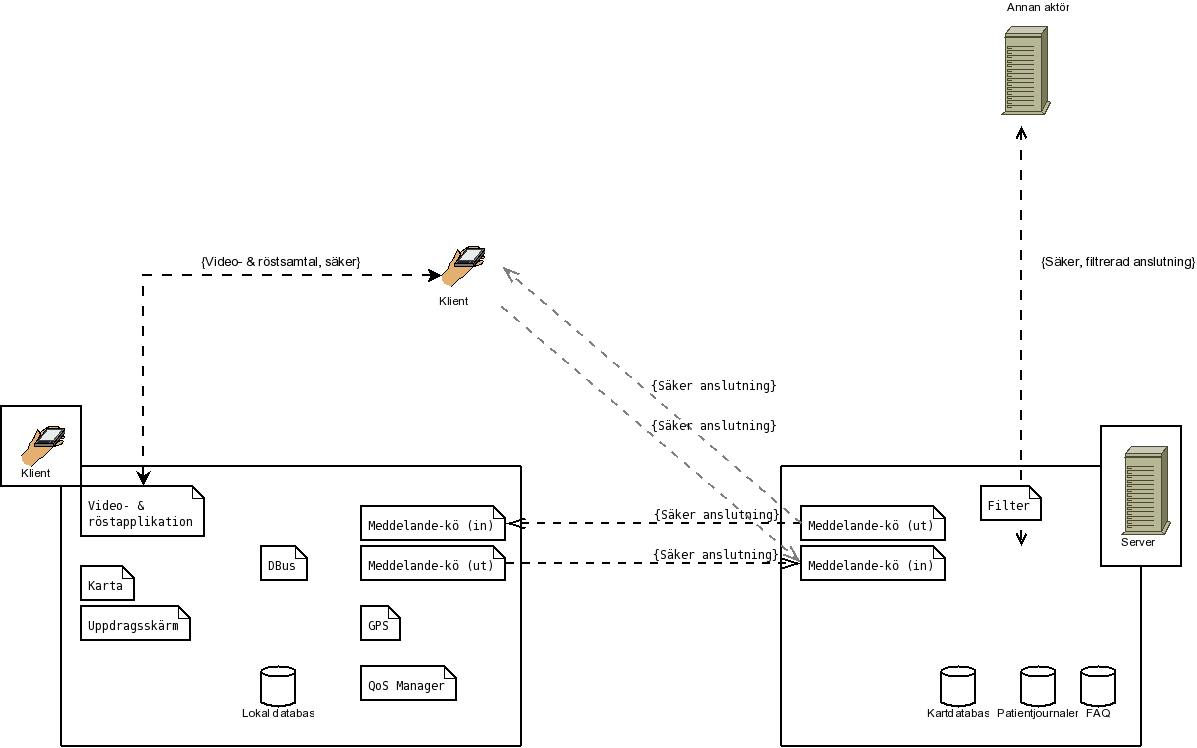 Annan aktör
{Video- & röstsamtal, säker}
{Säker, filtrerad anslutning}
Klient
{Säker anslutning}
{Säker anslutning}
Klient
Video- &
röstapplikation
Meddelande-kö (in)
{Säker anslutning}
Meddelande-kö (ut)
Filter
Server
DBus
Meddelande-kö (ut)
{Säker anslutning}
Meddelande-kö (in)
Karta
Uppdragsskärm
GPS
QoS Manager
Lokal databas
Kartdatabas
Patientjournaler
FAQ